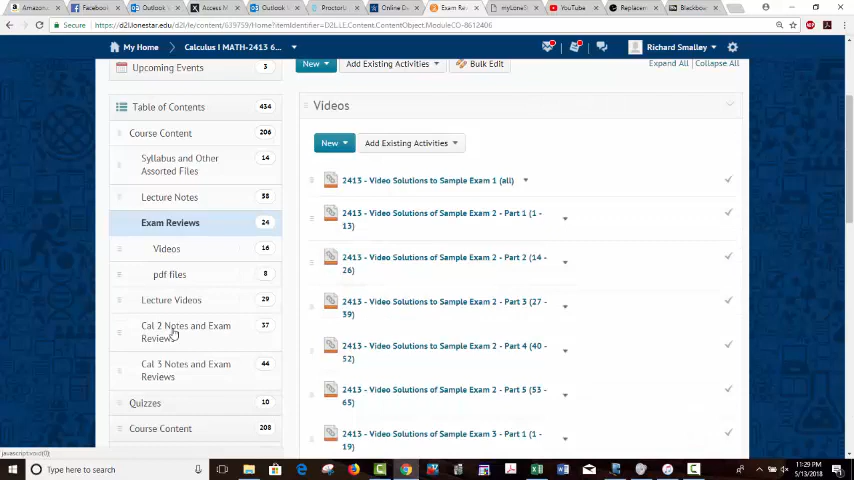 Amazon
Facebook
Outlook
Access M
Outlook
Proctor
Online D
Exam Rev
myLoneS
YouTube
Replacem
Blackboa
Secure
https://d2l.lonestar.edu/d2l/le/content/639759/Home?itemIdentifier=D2L.LE.Content.ContentObject.ModuleCO-8612406
My Home
Calculus I MATH-2413 6...
Richard Smalley
Upcoming Events 3
New
Add Existing Activities
Bulk Edit
Expand All | Collapse All
Table of Contents 434
Course Content 206
Syllabus and Other
Assorted Files 14
Lecture Notes 58
Exam Reviews 24
Videos 16
pdf files 8
Lecture Videos 29
Cal 2 Notes and Exam
Reviews 37
Cal 3 Notes and Exam
Reviews 44
Quizzes 10
Course Content 208
Videos
New
Add Existing Activities
2413 - Video Solutions to Sample Exam 1 (all)
2413 - Video Solutions of Sample Exam 2 - Part 1 (1 -
13)
2413 - Video Solutions of Sample Exam 2 - Part 2 (14 -
26)
2413 - Video Solutions to Sample Exam 2 - Part 3 (27 -
39)
2413 - Video Solutions to Sample Exam 2 - Part 4 (40 -
52)
2413 - Video Solutions to Sample Exam 2 - Part 5 (53 -
65)
2413 - Video Solutions of Sample Exam 3 - Part 1 (1 -
19)
javascript:void(0);
Type here to search
11:29 PM
5/13/2018